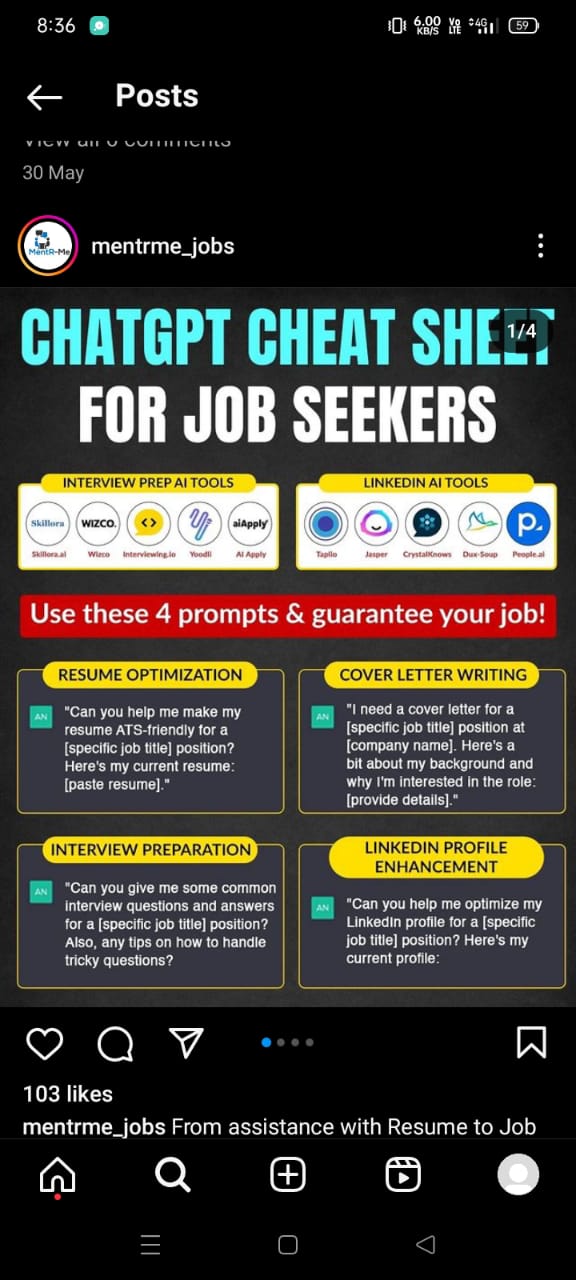 8:36
6.00 KB/S Vo LTE 4G 59
Posts
View all 6 comments
30 May
MentR-Me
mentrme_jobs
CHATGPT CHEAT SHEET
1/4
FOR JOB SEEKERS
INTERVIEW PREP AI TOOLS
Skillora WIZCO. <> aiApply
Skillora.ai Wizco Interviewing.io Yoodli AI Apply
LINKEDIN AI TOOLS
p.
Taplio Jasper CrystalKnows Dux-Soup People.ai
Use these 4 prompts & guarantee your job!
RESUME OPTIMIZATION
AN
"Can you help me make my
resume ATS-friendly for a
[specific job title] position?
Here's my current resume:
[paste resume]."
COVER LETTER WRITING
AN
"I need a cover letter for a
[specific job title] position at
[company name]. Here's a
bit about my background and
why I'm interested in the role:
[provide details]."
INTERVIEW PREPARATION
AN
"Can you give me some common
interview questions and answers
for a [specific job title] position?
Also, any tips on how to handle
tricky questions?
LINKEDIN PROFILE
ENHANCEMENT
AN
"Can you help me optimize my
LinkedIn profile for a [specific
job title] position? Here's my
current profile:
103 likes
mentrme_jobs From assistance with Resume to Job